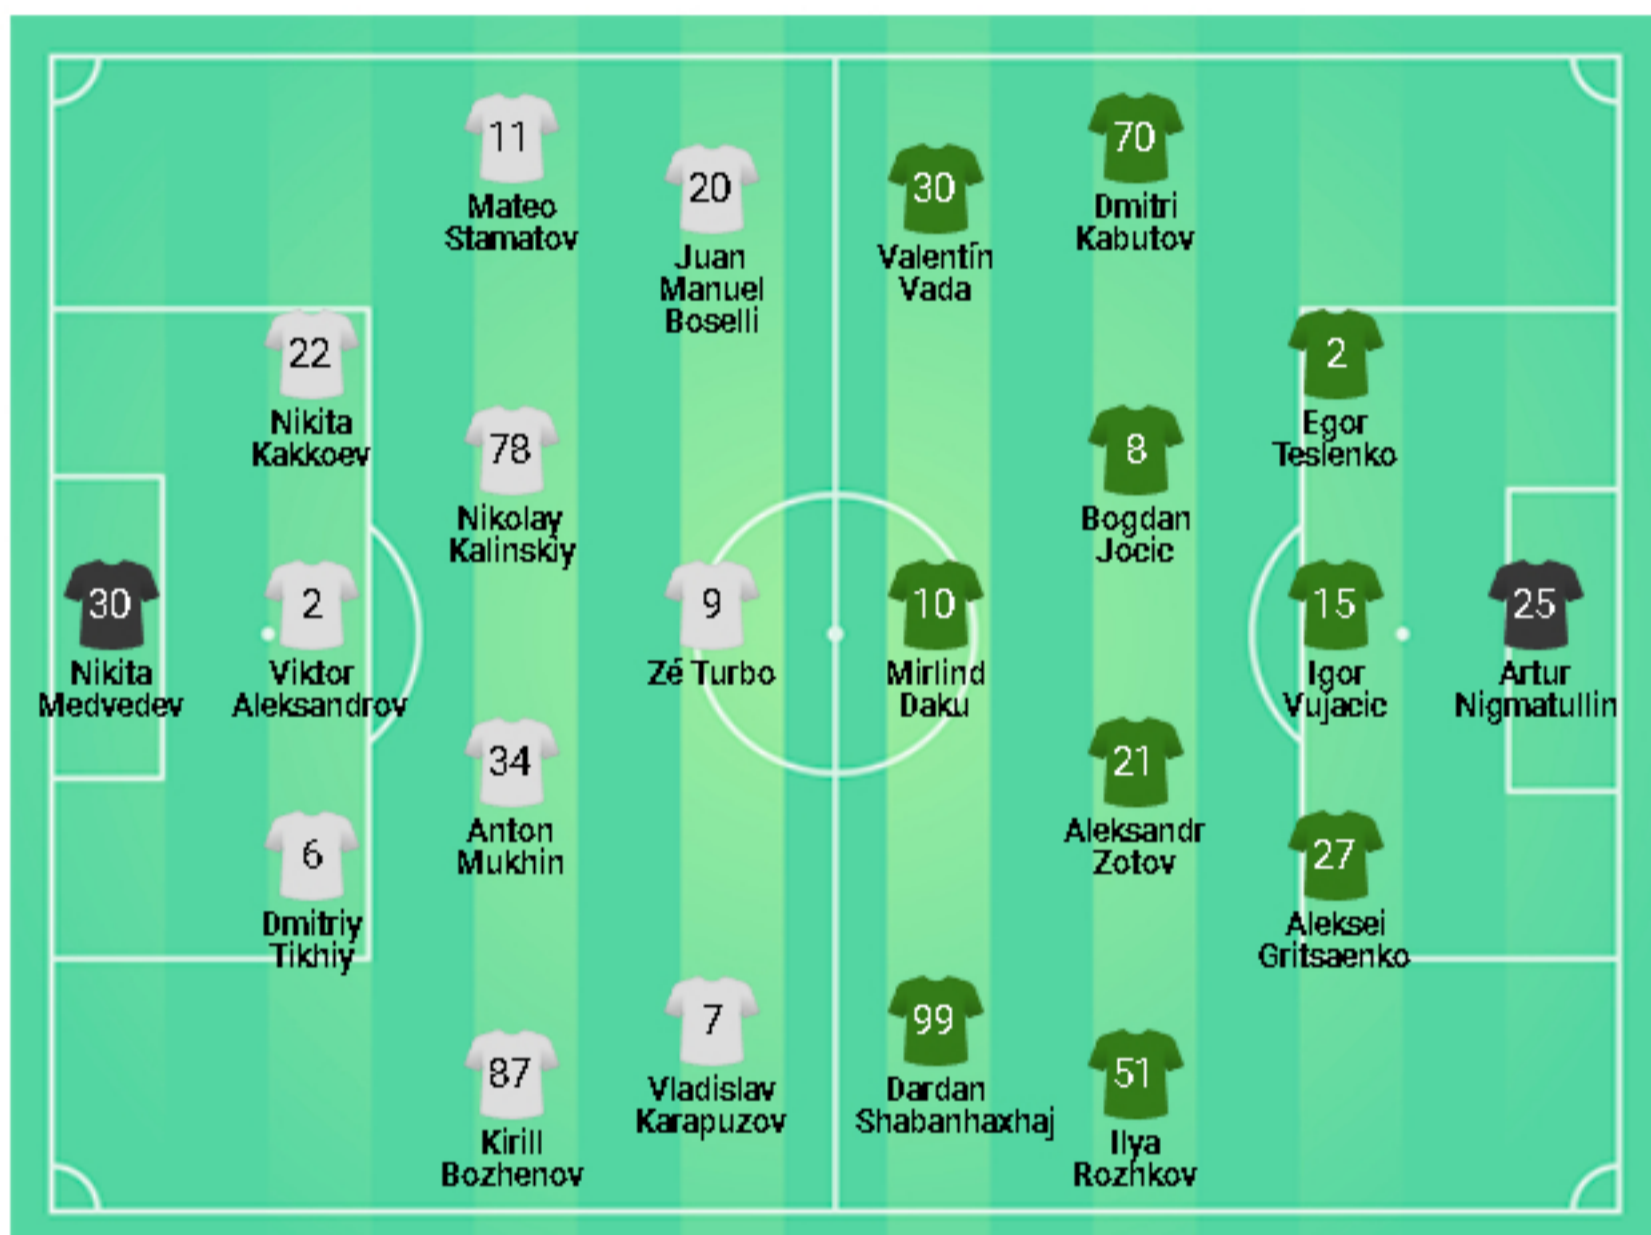 11
Mateo
Stamatov
20
Juan
Manuel
Boselli
30
Valentín
Vada
70
Dmitri
Kabutov
22
Nikita
Kakkoev
78
Nikolay
Kalinskiy
8
Bogdan
Jocic
2
Egor
Teslenko
30
Nikita
Medvedev
2
Viktor
Aleksandrov
9
Zé Turbo
10
Mirlind
Daku
15
Igor
Vujacic
25
Artur
Nigmatullin
6
Dmitriy
Tikhiy
34
Anton
Mukhin
21
Aleksandr
Zotov
27
Aleksei
Gritsaenko
87
Kirill
Bozhenov
7
Vladislav
Karapuzov
99
Dardan
Shabanhaxhaj
51
Ilya
Rozhkov